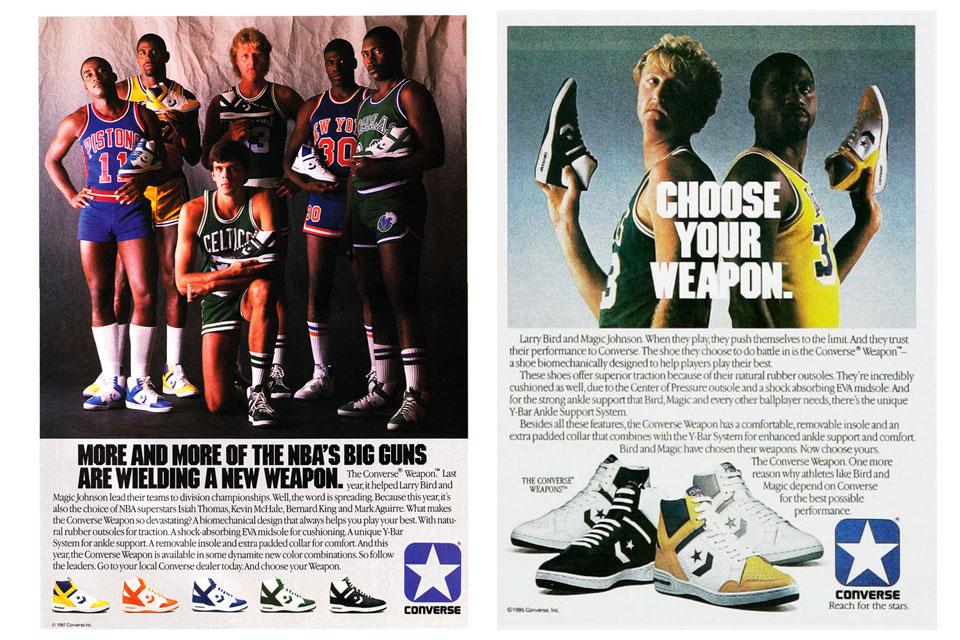 PISTONS
11
33
NEW YO
30
30
CELTICS
MORE AND MORE OF THE NBA'S BIG GUNS
ARE WIELDING A NEW WEAPON. The Converse® Weapon.™ Last
year, it helped Larry Bird and
Magic Johnson lead their teams to division championships. Well, the word is spreading. Because this year, it's
also the choice of NBA superstars Isiah Thomas, Kevin McHale, Bernard King and Mark Aguirre. What makes
the Converse Weapon so devastating? A biomechanical design that always helps you play your best. With natu-
ral rubber outsoles for traction. A shock-absorbing EVA midsole for cushioning. A unique Y-Bar
System for ankle support. A removable insole and extra padded collar for comfort. And this
year, the Converse Weapon is available in some dynamite new color combinations. So follow
the leaders. Go to your local Converse dealer today. And choose your Weapon.
CONVERSE
© 1987 Converse Inc.
CHOOSE
YOUR
WEAPON.™
3
3
Larry Bird and Magic Johnson. When they play, they push themselves to the limit. And they trust
their performance to Converse. The shoe they choose to do battle in is the Converse® Weapon™—
a shoe biomechanically designed to help players play their best.
These shoes offer superior traction because of their natural rubber outsoles. They're incredibly
cushioned as well, due to the Center of Pressure outsole and a shock absorbing EVA midsole. And
for the strong ankle support that Bird, Magic and every other ballplayer needs, there's the unique
Y-Bar Ankle Support System.
Besides all these features, the Converse Weapon has a comfortable, removable insole and an
extra padded collar that combines with the Y-Bar System for enhanced ankle support and comfort.
Bird and Magic have chosen their weapons. Now choose yours.
The Converse Weapon. One more
reason why athletes like Bird and
Magic depend on Converse
for the best possible
performance.
THE CONVERSE®
WEAPONS™
CONVERSE
Reach for the stars.
©1986 Converse, Inc.